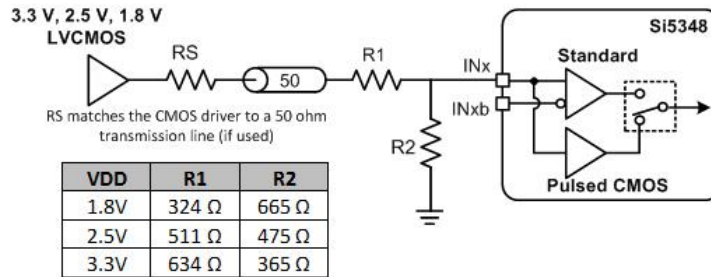 3.3 V, 2.5 V, 1.8 V
LVCMOS
RS
50
R1
R2
INx
INxb
Si5348
Standard
Pulsed CMOS
RS matches the CMOS driver to a 50 ohm
transmission line (if used)
VDD R1 R2
1.8V 324 Ω 665 Ω
2.5V 511 Ω 475 Ω
3.3V 634 Ω 365 Ω